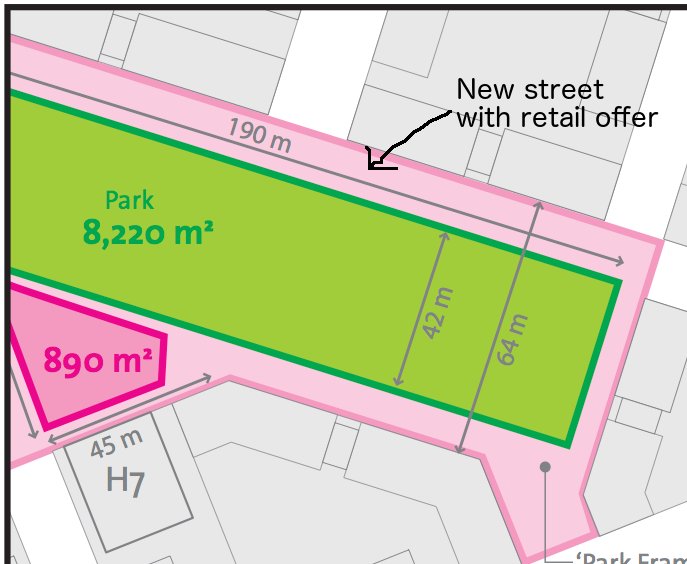 New street
with retail offer
190 m
Park
8,220 m²
42 m
64 m
890 m²
45 m
H7
'Park Fram